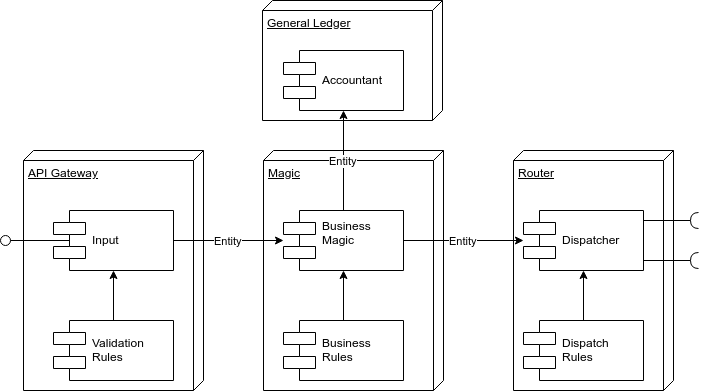 General Ledger
Accountant
Entity
API Gateway
Magic
Router
Input
Entity
Business
Magic
Entity
Dispatcher
Validation
Rules
Business
Rules
Dispatch
Rules